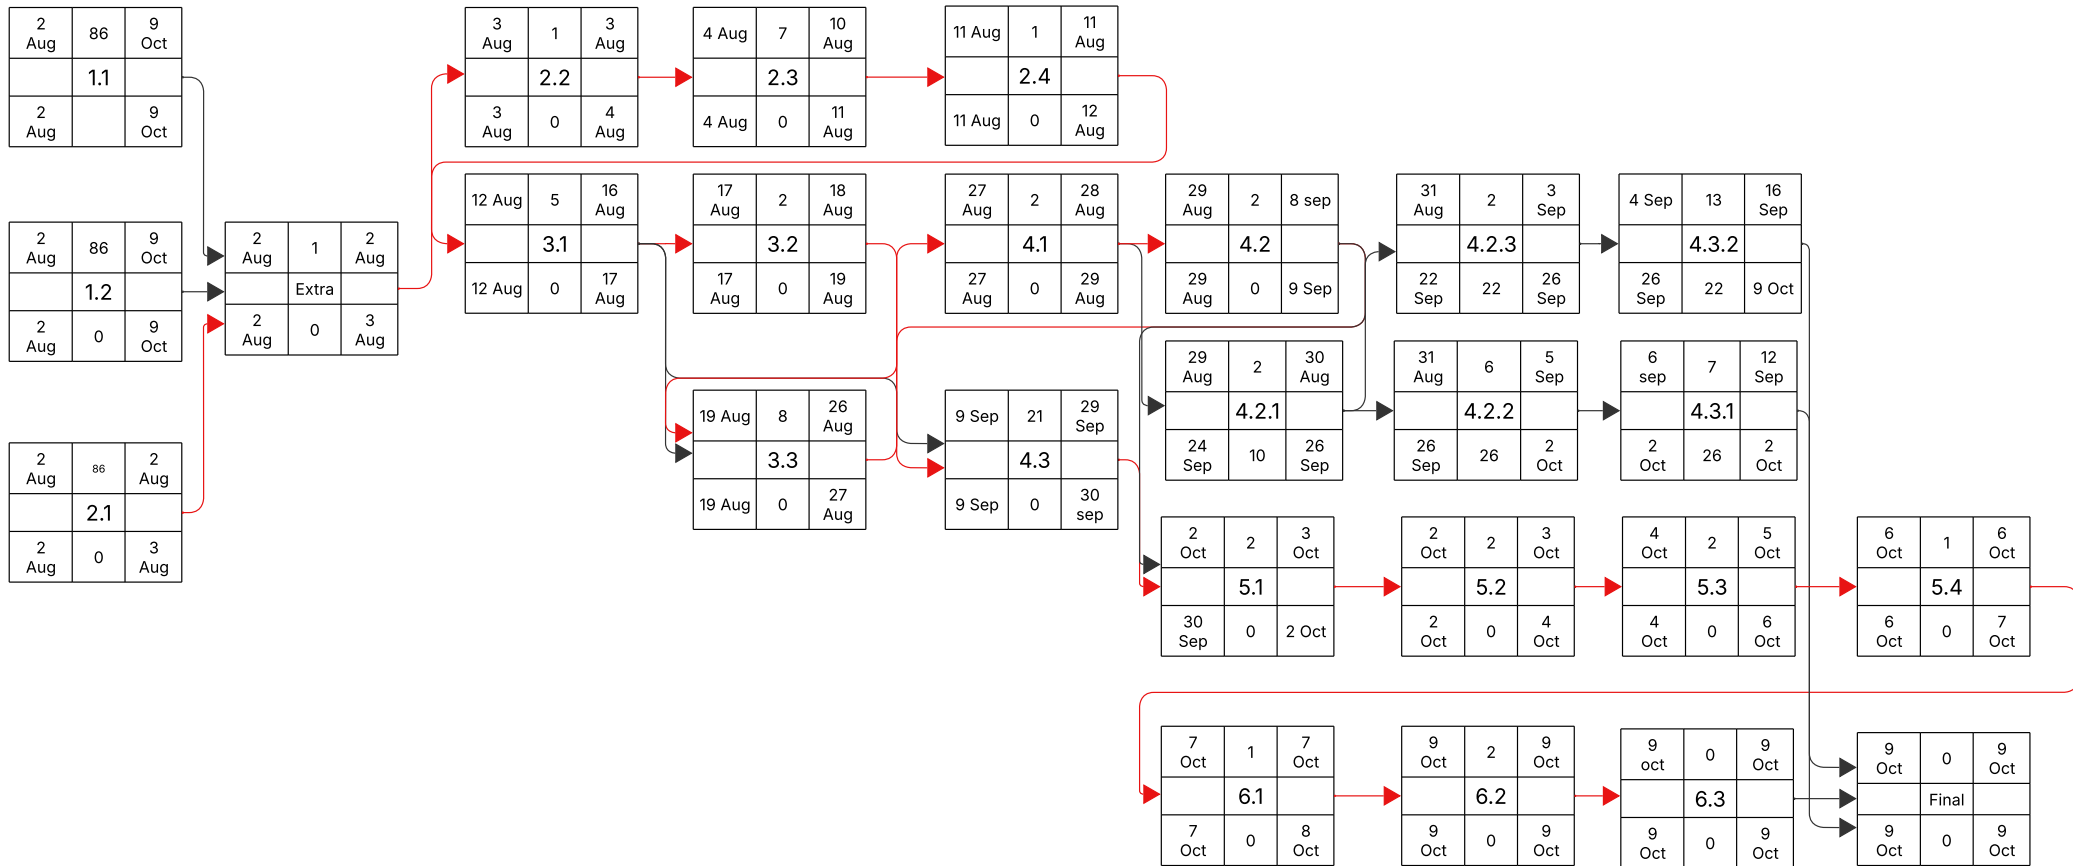 2 Aug 86 9 Oct
1.1
2 Aug 9 Oct
3 Aug 1 3 Aug
2.2
3 Aug 0 4 Aug
4 Aug 7 10 Aug
2.3
4 Aug 0 11 Aug
11 Aug 1 11 Aug
2.4
11 Aug 0 12 Aug
2 Aug 86 9 Oct
1.2
2 Aug 0 9 Oct
2 Aug 1 2 Aug
Extra
2 Aug 0 3 Aug
12 Aug 5 16 Aug
3.1
12 Aug 0 17 Aug
17 Aug 2 18 Aug
3.2
17 Aug 0 19 Aug
27 Aug 2 28 Aug
4.1
27 Aug 0 29 Aug
29 Aug 2 8 sep
4.2
29 Aug 0 9 Sep
31 Aug 2 3 Sep
4.2.3
22 Sep 22 26 Sep
4 Sep 13 16 Sep
4.3.2
26 Sep 22 9 Oct
29 Aug 2 30 Aug
4.2.1
24 Sep 10 26 Sep
31 Aug 6 5 Sep
4.2.2
26 Sep 26 2 Oct
6 sep 7 12 Sep
4.3.1
2 Oct 26 2 Oct
2 Aug 86 2 Aug
2.1
2 Aug 0 3 Aug
19 Aug 8 26 Aug
3.3
19 Aug 0 27 Aug
9 Sep 21 29 Sep
4.3
9 Sep 0 30 sep
2 Oct 2 3 Oct
5.1
30 Sep 0 2 Oct
2 Oct 2 3 Oct
5.2
2 Oct 0 4 Oct
4 Oct 2 5 Oct
5.3
4 Oct 0 6 Oct
6 Oct 1 6 Oct
5.4
6 Oct 0 7 Oct
7 Oct 1 7 Oct
6.1
7 Oct 0 8 Oct
9 Oct 2 9 Oct
6.2
9 Oct 0 9 Oct
9 oct 0 9 Oct
6.3
9 Oct 0 9 Oct
9 Oct 0 9 Oct
Final
9 Oct 0 9 Oct